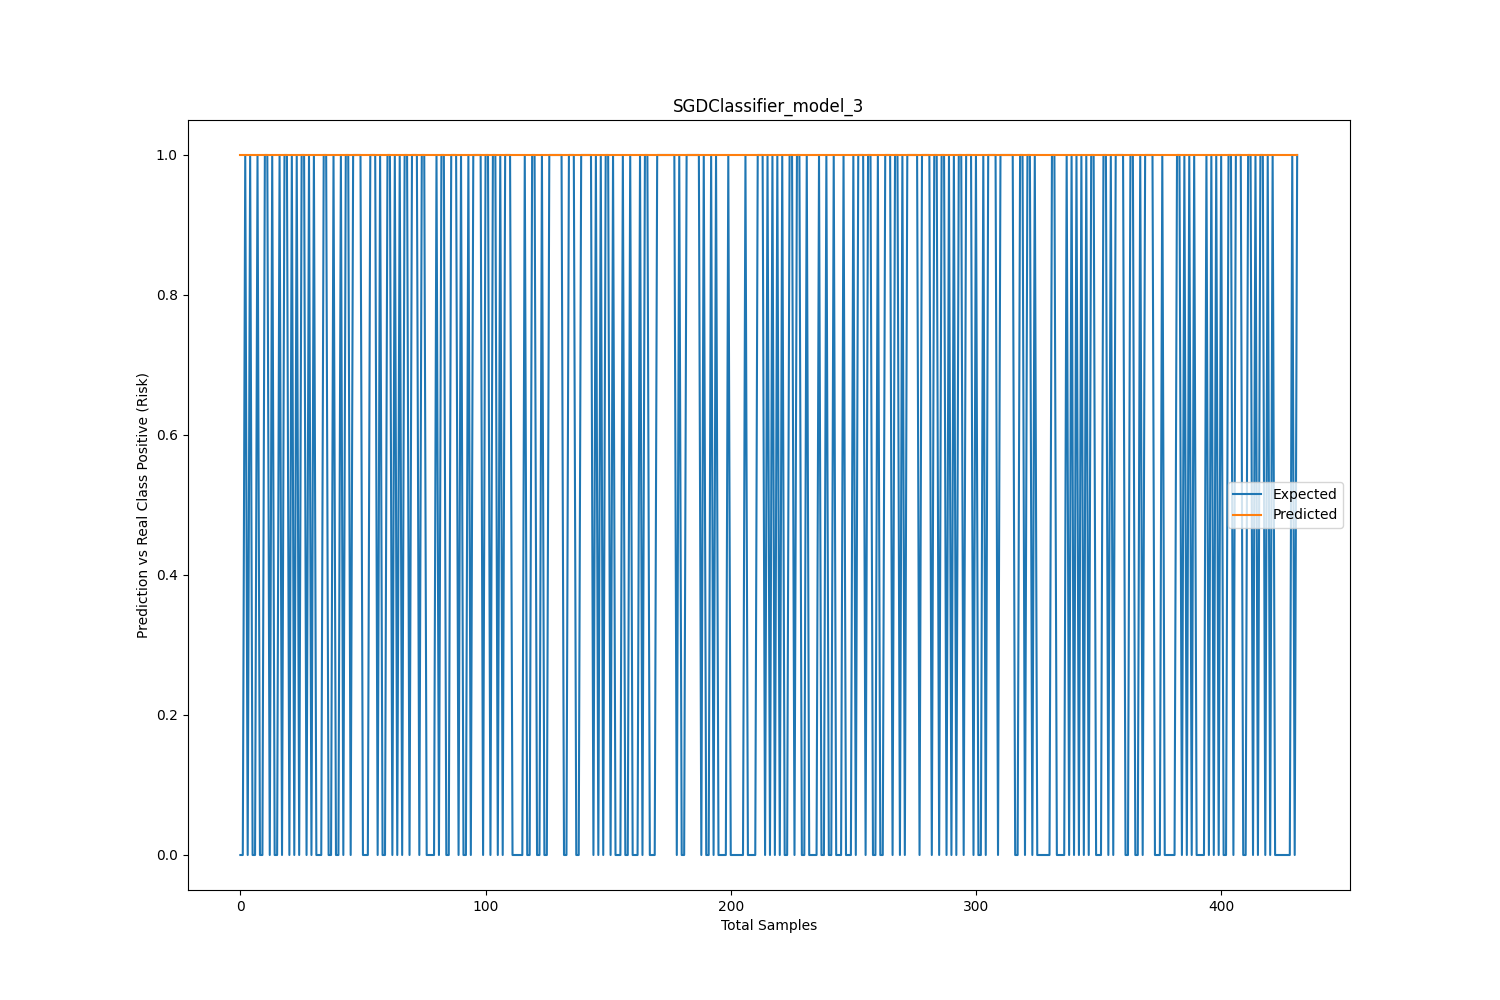 SGDClassifier_model_3
Prediction vs Real Class Positive (Risk)
1.0
0.8
0.6
0.4
0.2
0.0
Expected
Predicted
0 100 200 300 400
Total Samples